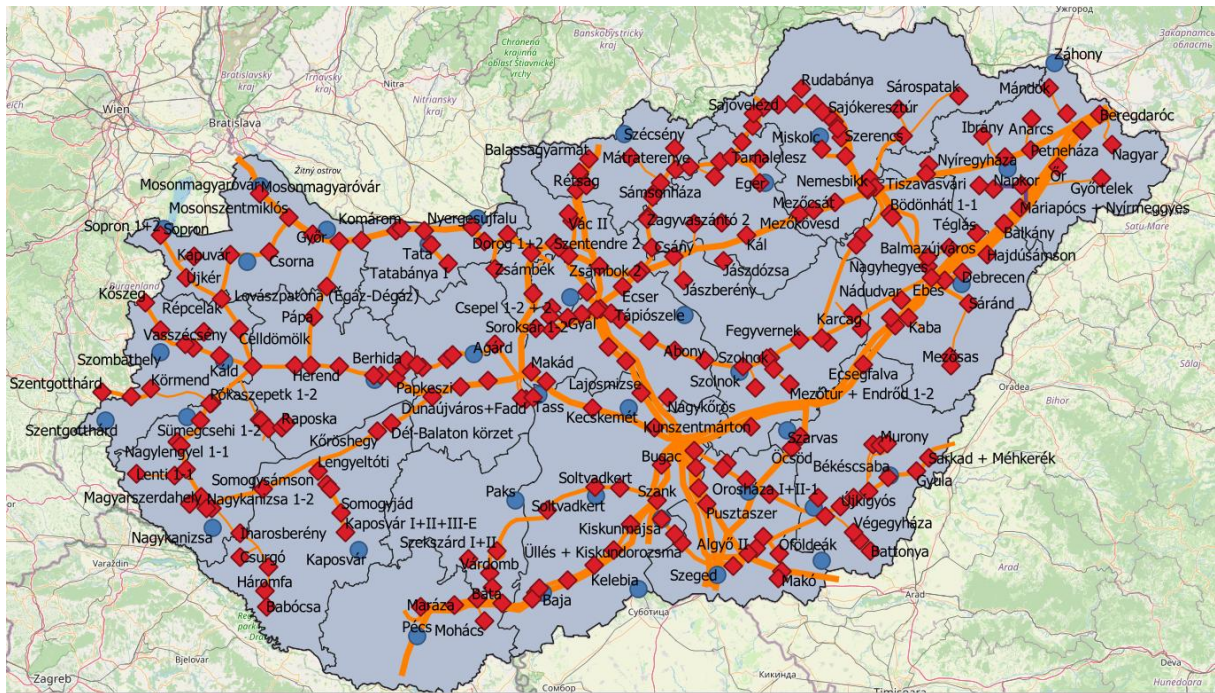 Ужгород
Banskobystrický
kraj
Закарпатська
область
Chránená
krajinná
oblasť
Štiavnické
vrchy
Záhony
Bratislavský
kraj
Trnavský
kraj
Nitra
Nitriansky
kraj
Rudabánya
Sárospatak
Mándok
Wien
Sajóvelezd
Sajókeresztúr
Beregdaróc
Bratislava
Szécsény
Miskolc
Szerencs
Ibrány
Anarcs
Balassagyarmat
Mátraterenye
Tarnalelesz
Petneháza
Nagyar
Žitný ostrov
Nyíregyháza
Rétság
Eger
Nemesbikk
Tiszavasvári
Napkor
Őr
Győrtelek
Mosonmagyaróvár
Mosonmagyaróvár
Sámsonháza
Mezőcsát
Bödönhát 1-1
Máriapócs + Nyírmeggyes
Mosonszentmiklós
Komárom
Nyergesújfalu
Vác II
Zagyvaszántó 2
Mezőkövesd
Téglás
Satu Mare
Sopron 1+2
Sopron
Győr
Dorog 1+2
Szentendre 2
Csány
Kál
Balkány
Tata
Balmazújváros
Hajdúsámson
Kapuvár
Csorna
Tatabánya 1
Zsámbék
Zsámbok 2
Jászdózsa
Nagyhegyes
Debrecen
Újkér
Burgenland
Jászberény
Kőszeg
Lovászpatona (Égáz-Dégáz)
Ecser
Nádudvar
Ebes
Répcelak
Csepel 1-2 + 2
Sáránd
Pápa
Gyál
Tápiószele
Karcag
Vasszécsény
Celldömölk
Soroksár 1-2
Fegyvernek
Kaba
Szombathely
Agárd
Abony
Szolnok
Mezősas
Káld
Berhida
Makád
Sălaj
Szentgotthárd
Körmend
Herend
Papkeszi
Lajosmizse
Szolnok
Ecsegfalva
Pókaszepetk 1-2
Dunaújváros+Fadd
Tass
Mezőtúr + Endrőd 1-2
Oradea
Raposka
Kecskemét
Nagykőrös
Bihor
Szentgotthárd
Sümegcsehi 1-2
Kőröshegy
Dél-Balaton körzet
Kunszentmárton
Szarvas
Murony
Nagylengyel 1-1
Lengyeltóti
Bugac
Öcsöd
Sarkad + Méhkerék
Lenti 1-1
Somogysámson
Soltvadkert
Békéscsaba
Gyula
Magyarszerdahely
Nagykanizsa 1-2
Paks
Szank
Orosháza I+II-1
Somogyjád
Soltvadkert
Pusztaszer
Újkígyós
Kaposvár I+II+III-E
Kiskunmajsa
Végegyháza
Nagykanizsa
Iharosberény
Szekszárd I+II
Algyő II
Óföldeák
Battonya
Csurgó
Kaposvár
Üllés + Kiskundorozsma
Varaždin
Várdomb
Szeged
Arad
Háromfa
Kelebia
Makó
Arad
Babócsa
Maráza
Báta
Baja
Суботица
Pécs
Mohács
Bjelovar
Deva
Zagreb
Сомбор
Кикинда
Timișoara
Hunedoara